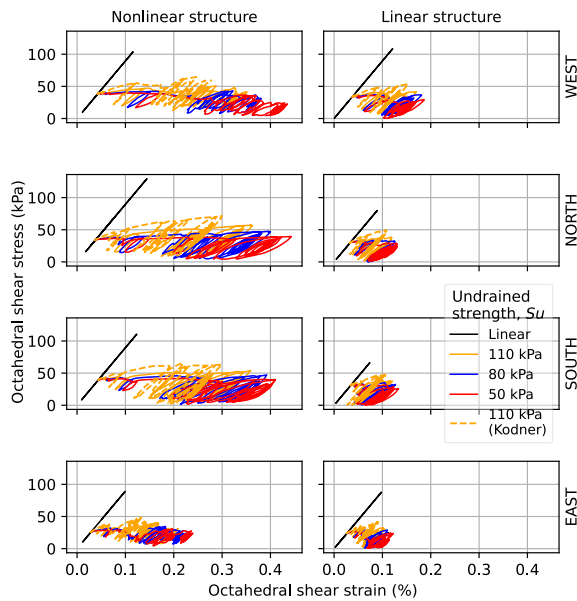 Nonlinear structure
Linear structure
100
50
0
WEST
100
50
0
NORTH
100
50
0
SOUTH
100
50
0
EAST
Octahedral shear stress (kPa)
Undrained
strength, Su
Linear
110 kPa
80 kPa
50 kPa
110 kPa
(Kodner)
0.0 0.1 0.2 0.3 0.4
0.0 0.1 0.2 0.3 0.4
Octahedral shear strain (%)